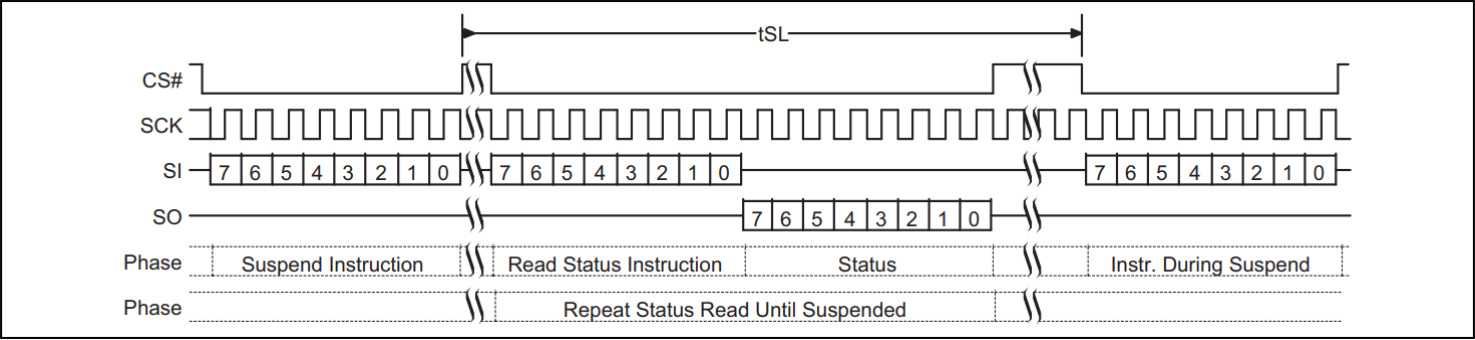 tSL
CS#
SCK
SI 7 6 5 4 3 2 1 0 7 6 5 4 3 2 1 0 7 6 5 4 3 2 1 0
SO 7 6 5 4 3 2 1 0
Phase Suspend Instruction Read Status Instruction Status Instr. During Suspend
Phase Repeat Status Read Until Suspended